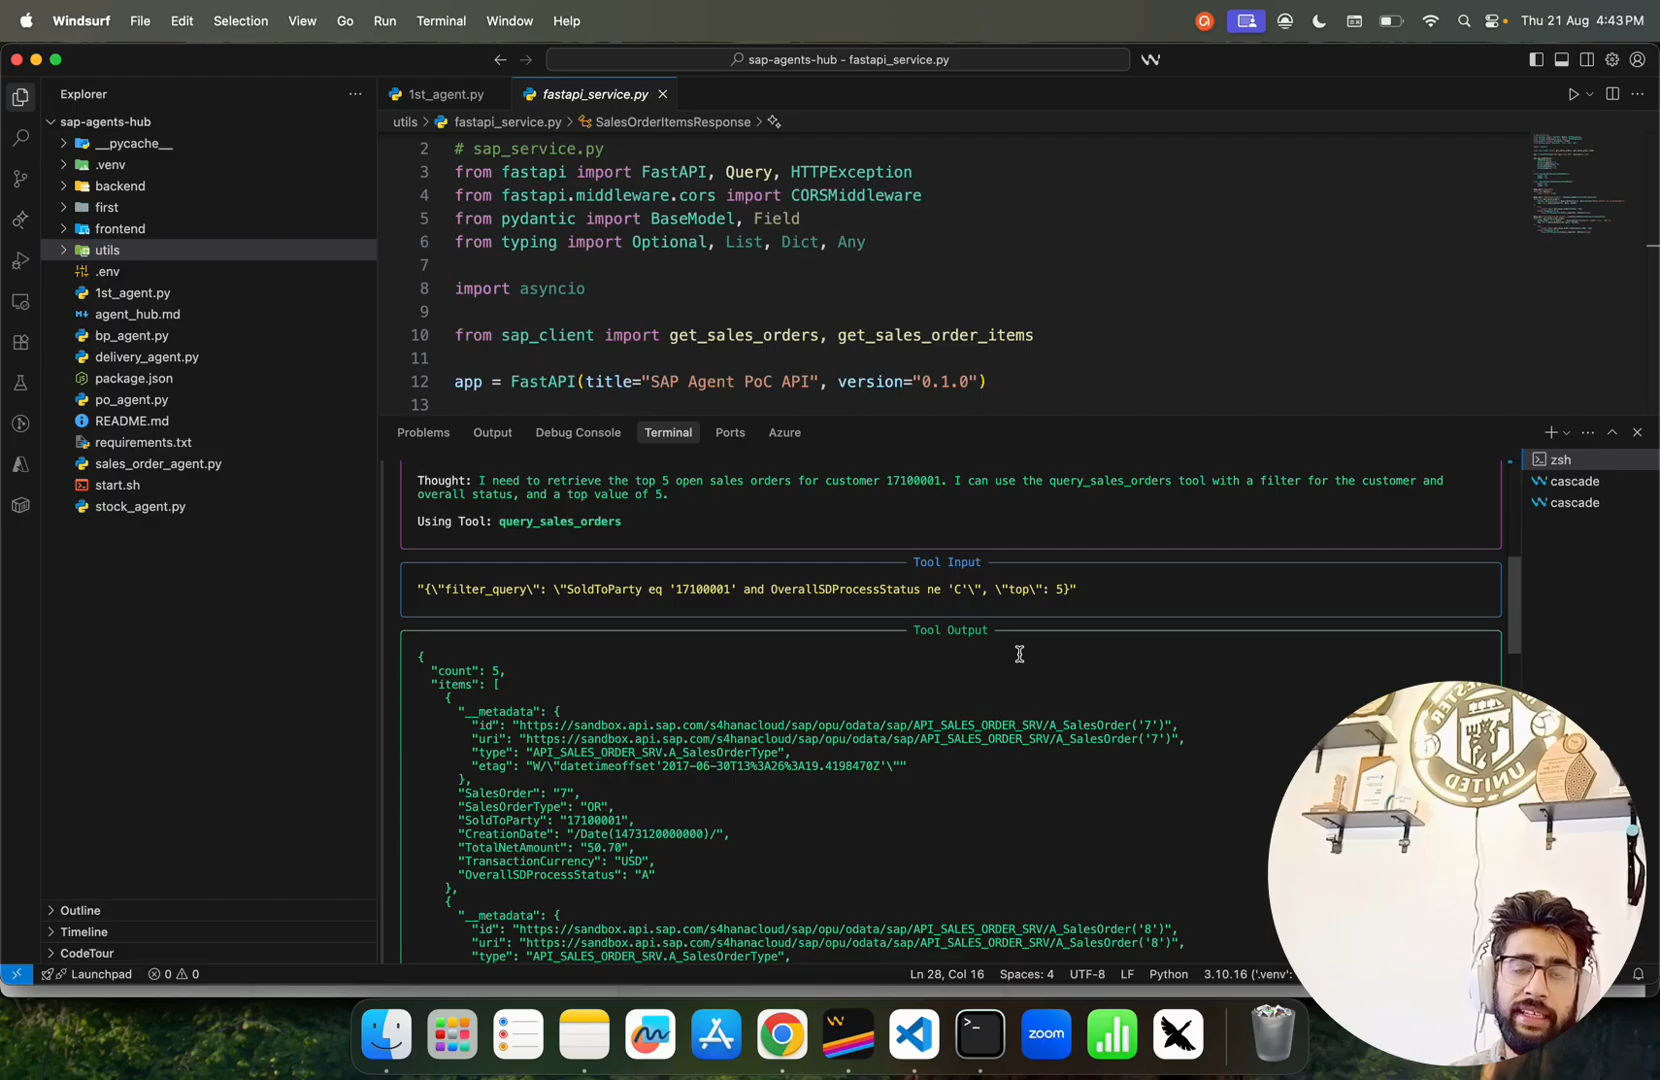 Windsurf File Edit Selection View Go Run Terminal Window Help
Thu 21 Aug 4:43 PM
sap-agents-hub - fastapi_service.py
Explorer
1st_agent.py
fastapi_service.py
utils > fastapi_service.py > SalesOrderItemsResponse >
sap-agents-hub
__pycache__
.venv
backend
first
frontend
utils
.env
1st_agent.py
agent_hub.md
bp_agent.py
delivery_agent.py
package.json
po_agent.py
README.md
requirements.txt
sales_order_agent.py
start.sh
stock_agent.py
Outline
Timeline
CodeTour
2 # sap_service.py
3 from fastapi import FastAPI, Query, HTTPException
4 from fastapi.middleware.cors import CORSMiddleware
5 from pydantic import BaseModel, Field
6 from typing import Optional, List, Dict, Any
7
8 import asyncio
9
10 from sap_client import get_sales_orders, get_sales_order_items
11
12 app = FastAPI(title="SAP Agent PoC API", version="0.1.0")
13
Problems Output Debug Console Terminal Ports Azure
zsh
cascade
cascade
Thought: I need to retrieve the top 5 open sales orders for customer 17100001. I can use the query_sales_orders tool with a filter for the customer and
overall status, and a top value of 5.
Using Tool: query_sales_orders
Tool Input
"{\"filter_query\": \"SoldToParty eq '17100001' and OverallSDProcessStatus ne 'C'\", \"top\": 5}"
Tool Output
{
"count": 5,
"items": [
{
"__metadata": {
"id": "https://sandbox.api.sap.com/s4hanacloud/sap/opu/odata/sap/API_SALES_ORDER_SRV/A_SalesOrder('7')",
"uri": "https://sandbox.api.sap.com/s4hanacloud/sap/opu/odata/sap/API_SALES_ORDER_SRV/A_SalesOrder('7')",
"type": "API_SALES_ORDER_SRV.A_SalesOrderType",
"etag": "W/\"datetimeoffset'2017-06-30T13%3A26%3A19.4198470Z'\""
},
"SalesOrder": "7",
"SalesOrderType": "OR",
"SoldToParty": "17100001",
"CreationDate": "/Date(1473120000000)/",
"TotalNetAmount": "50.70",
"TransactionCurrency": "USD",
"OverallSDProcessStatus": "A"
},
{
"__metadata": {
"id": "https://sandbox.api.sap.com/s4hanacloud/sap/opu/odata/sap/API_SALES_ORDER_SRV/A_SalesOrder('8')",
"uri": "https://sandbox.api.sap.com/s4hanacloud/sap/opu/odata/sap/API_SALES_ORDER_SRV/A_SalesOrder('8')",
"type": "API_SALES_ORDER_SRV.A_SalesOrderType",
Launchpad 0 0
Ln 28, Col 16 Spaces: 4 UTF-8 LF Python 3.10.16 ('.venv':
zoom
UNITED